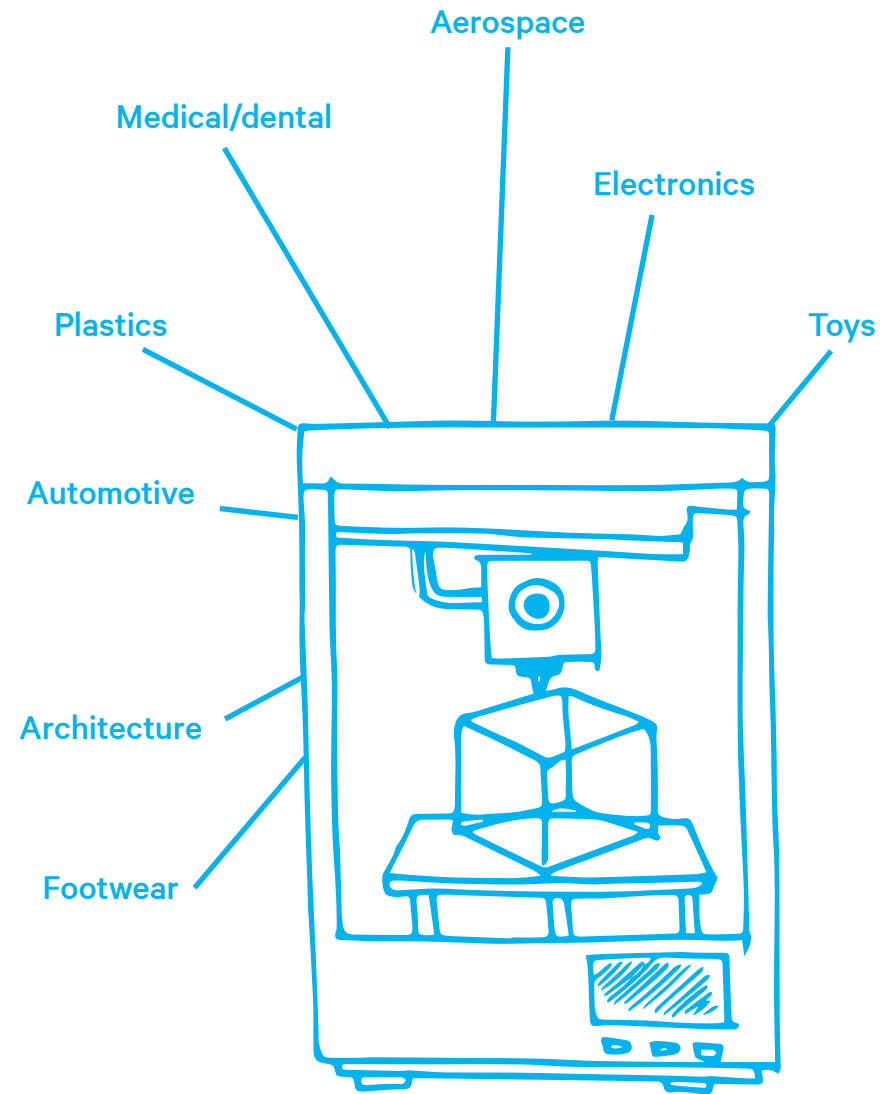 Aerospace
Medical/dental
Electronics
Plastics
Toys
Automotive
Architecture
Footwear